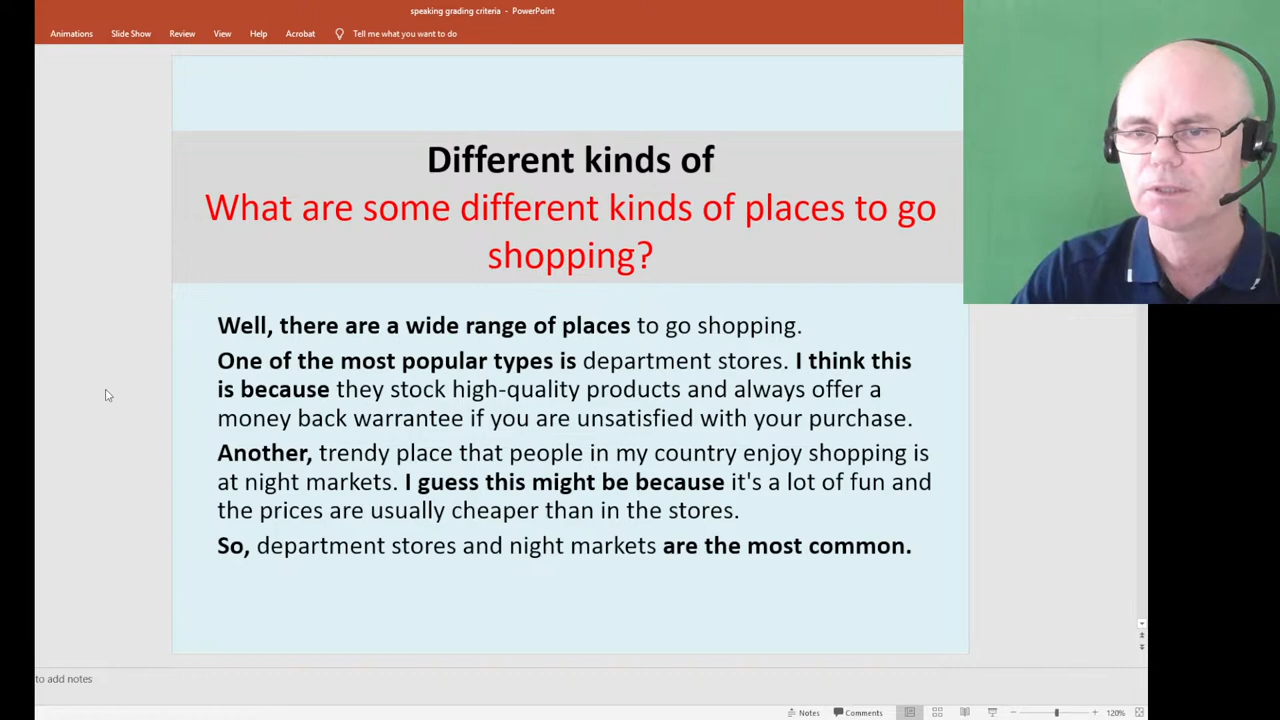 speaking grading criteria - PowerPoint
Animations Slide Show Review View Help Acrobat Tell me what you want to do
Different kinds of
What are some different kinds of places to go
shopping?
Well, there are a wide range of places to go shopping.
One of the most popular types is department stores. I think this
is because they stock high-quality products and always offer a
money back warrantee if you are unsatisfied with your purchase.
Another, trendy place that people in my country enjoy shopping is
at night markets. I guess this might be because it's a lot of fun and
the prices are usually cheaper than in the stores.
So, department stores and night markets are the most common.
to add notes
Notes Comments 120%